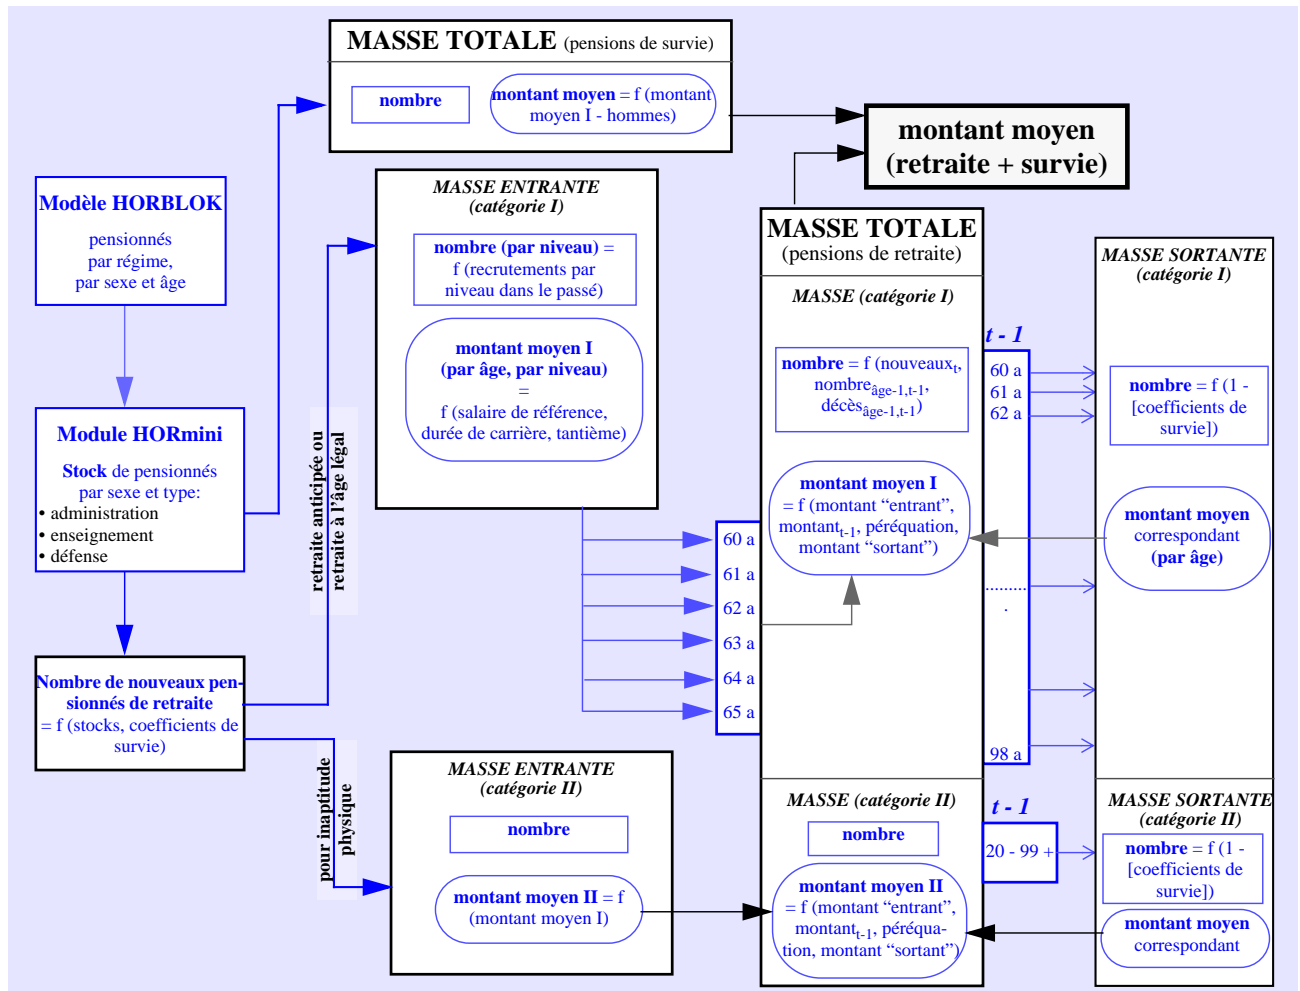 MASSE TOTALE (pensions de survie)
nombre
montant moyen = f (montant
moyen I - hommes)
montant moyen
(retraite + survie)
Modèle HORBLOK
pensionnés
par régime,
par sexe et âge
Module HORmini
Stock de pensionnés
par sexe et type:
• administration
• enseignement
• défense
Nombre de nouveaux pen-
sionnés de retraite
= f (stocks, coefficients de
survie)
retraite anticipée ou
retraite à l'âge légal
pour inaptitude
physique
MASSE ENTRANTE
(catégorie I)
nombre (par niveau) =
f (recrutements par
niveau dans le passé)
montant moyen I
(par âge, par niveau)
=
f (salaire de référence,
durée de carrière, tantième)
60 a
61 a
62 a
63 a
64 a
65 a
MASSE ENTRANTE
(catégorie II)
nombre
montant moyen II = f
(montant moyen I)
MASSE TOTALE
(pensions de retraite)
MASSE (catégorie I)
nombre = f (nouveaux_t,
nombre_âge-1,t-1,
décès_âge-1,t-1)
montant moyen I
= f (montant “entrant”,
montant_t-1, péréquation,
montant “sortant”)
MASSE (catégorie II)
nombre
montant moyen II
= f (montant “entrant”,
montant_t-1, péréqua-
tion, montant “sortant”)
t - 1
60 a
61 a
62 a
.........
.
98 a
t - 1
20 - 99 +
MASSE SORTANTE
(catégorie I)
nombre = f (1 -
[coefficients de
survie])
montant moyen
correspondant
(par âge)
MASSE SORTANTE
(catégorie II)
nombre = f (1 -
[coefficients de
survie])
montant moyen
correspondant